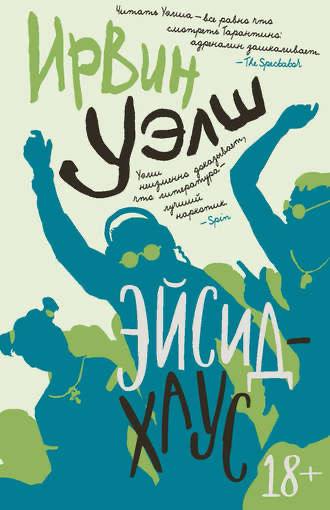 Читать Уэлша – все равно что
смотреть Тарантино:
адреналин зашкаливает.
– The Spectator
ИРВИН
УЭЛШ
Уэлш
неизменно доказывает,
что литература –
лучший
наркотик.
– Spin
ЭЙСИД-
ХАУС
18+